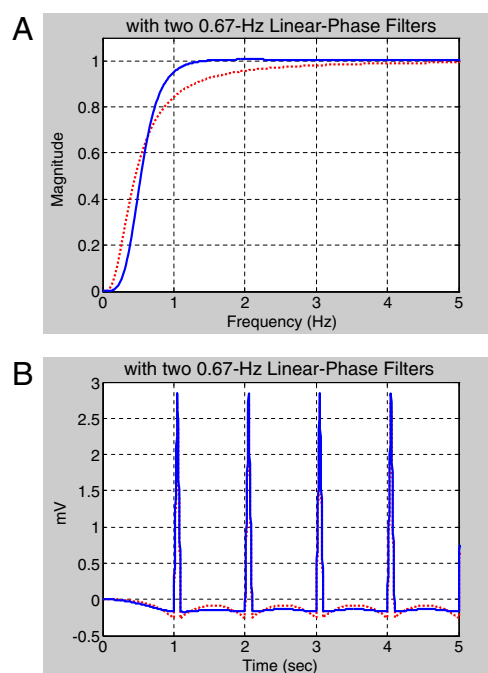 A
with two 0.67-Hz Linear-Phase Filters
1
0.8
0.6
0.4
0.2
0
Magnitude
0 1 2 3 4 5
Frequency (Hz)
B
with two 0.67-Hz Linear-Phase Filters
3
2.5
2
1.5
1
0.5
0
-0.5
mV
0 1 2 3 4 5
Time (sec)